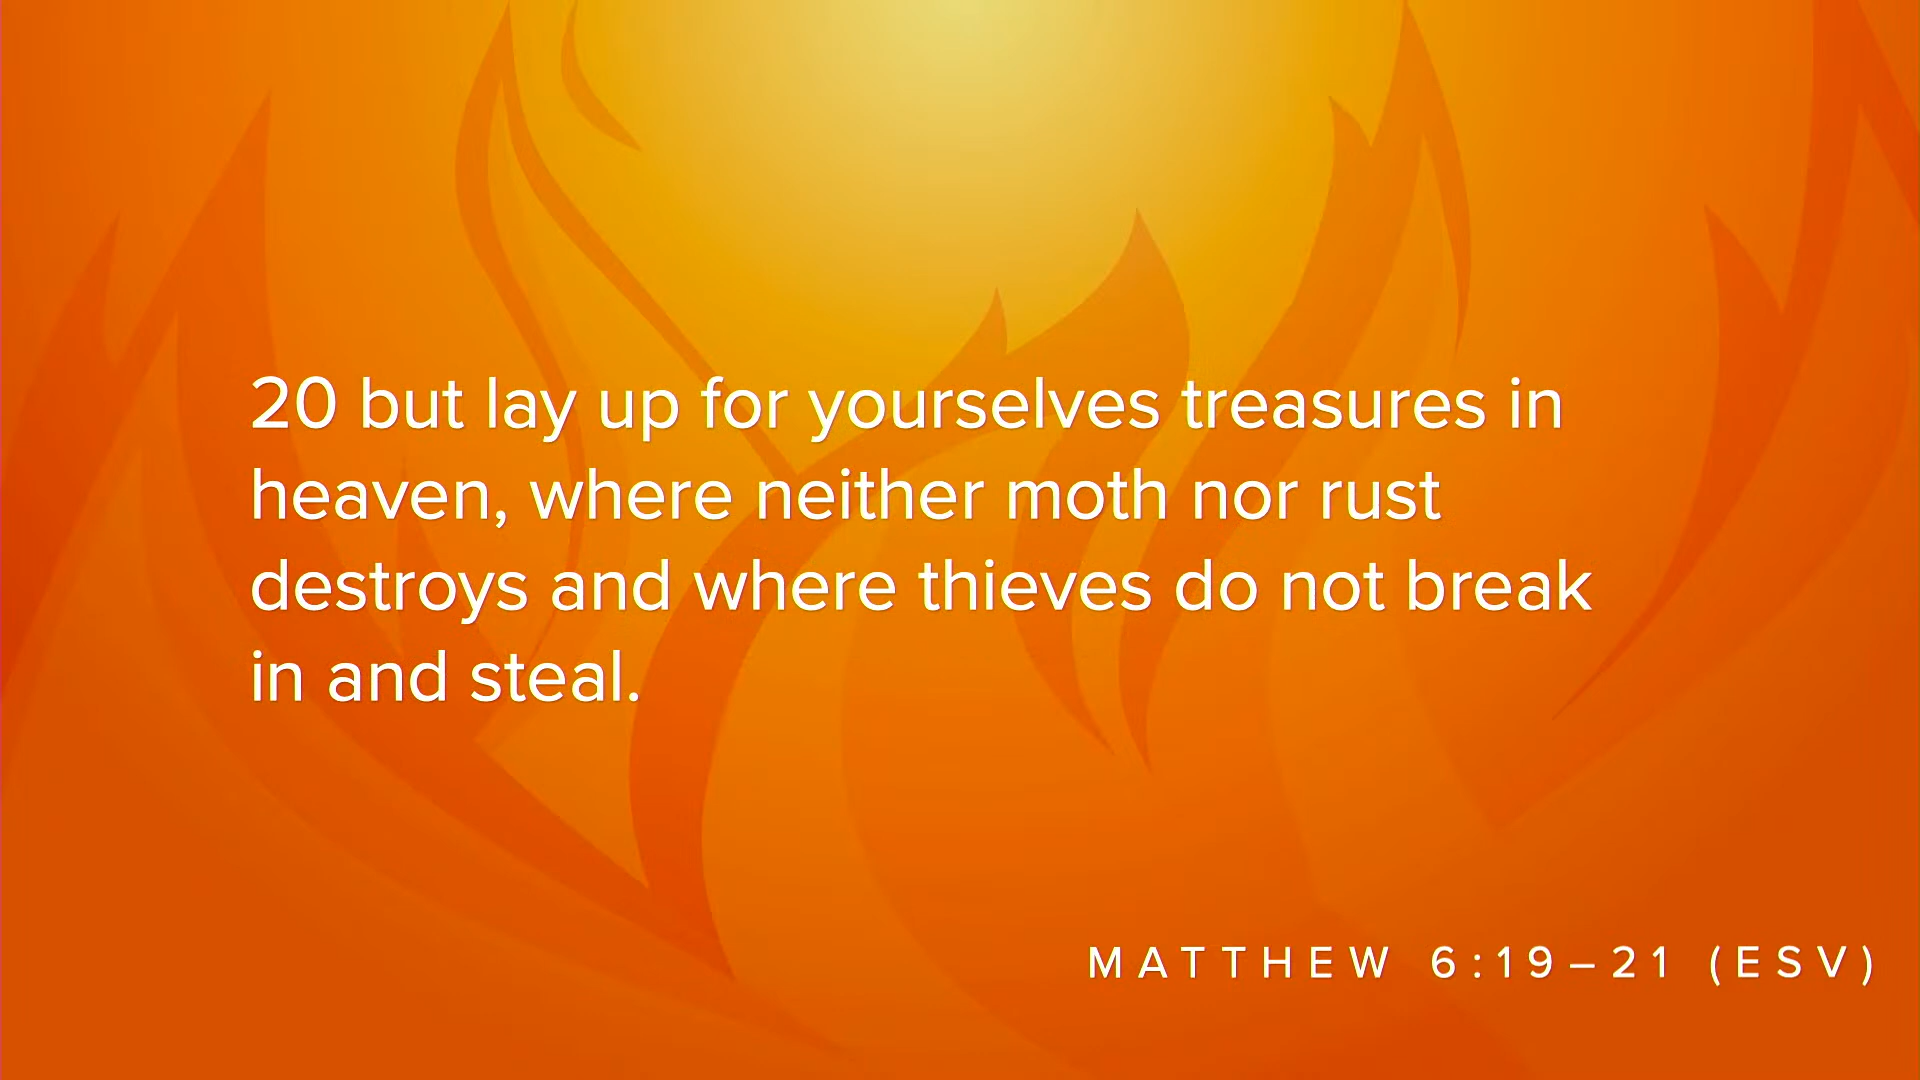 20 but lay up for yourselves treasures in
heaven, where neither moth nor rust
destroys and where thieves do not break
in and steal.
MATTHEW 6:19–21 (ESV)